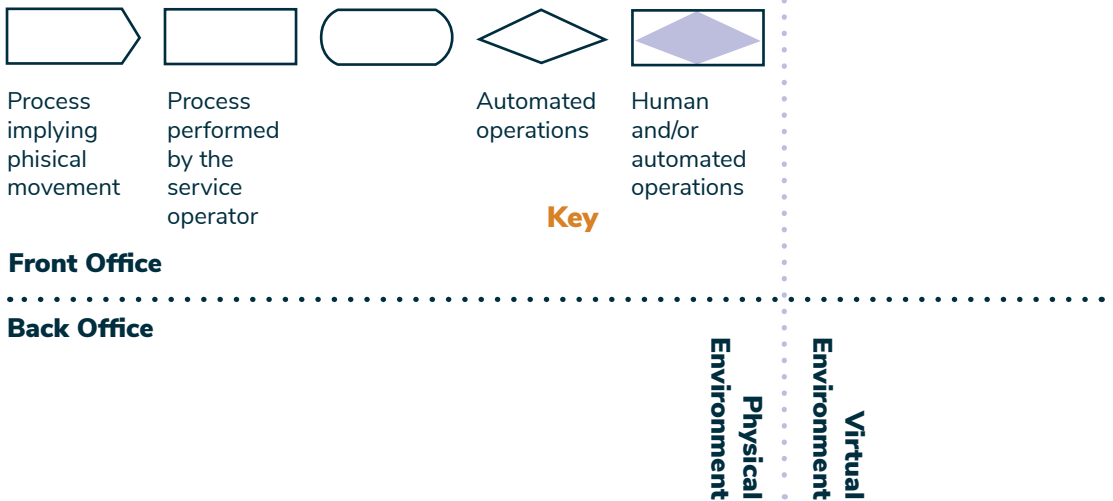 Process
implying
phisical
movement
Process
performed
by the
service
operator
Automated
operations
Human
and/or
automated
operations
Key
Front Office
Back Office
Physical
Environment
Virtual
Environment